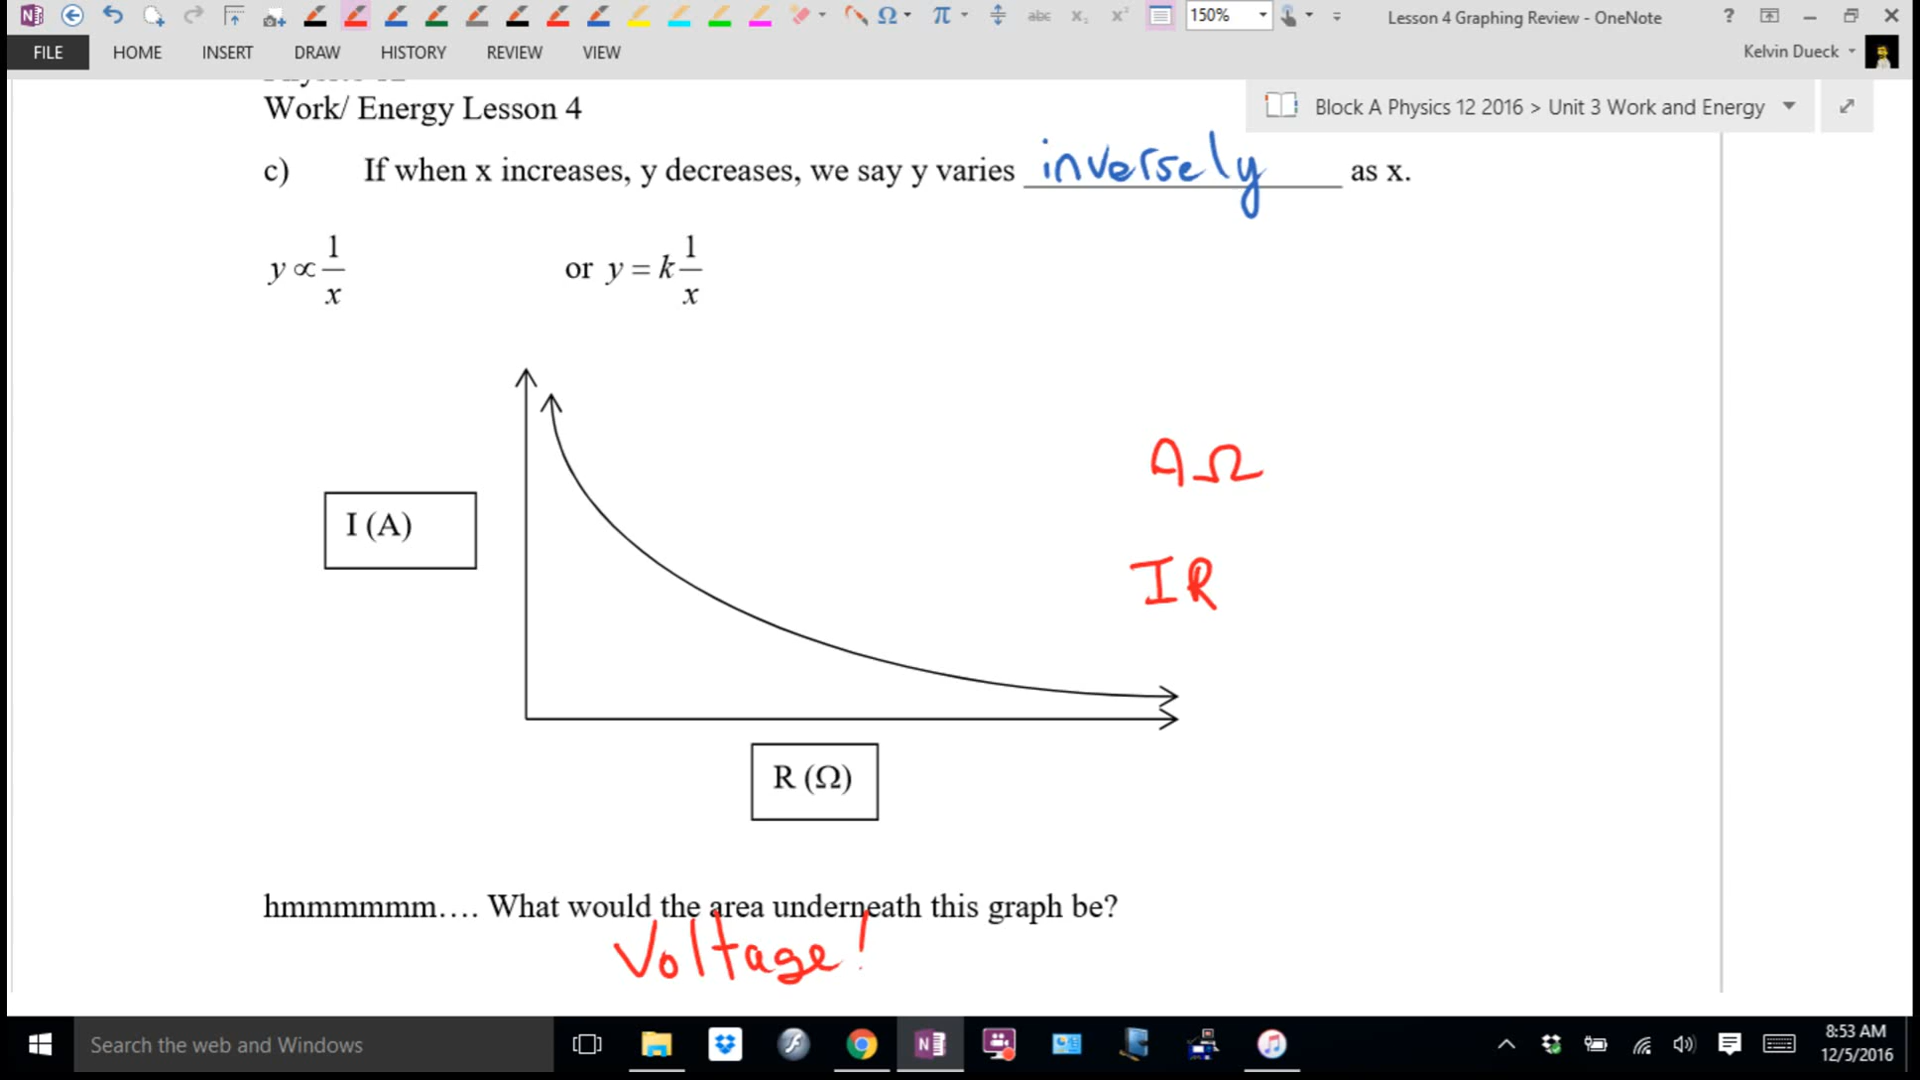 150%
Lesson 4 Graphing Review - OneNote
FILE HOME INSERT DRAW HISTORY REVIEW VIEW
Kelvin Dueck
Work/ Energy Lesson 4
Block A Physics 12 2016 > Unit 3 Work and Energy
c) If when x increases, y decreases, we say y varies inversely as x.
y ∝ 1/x or y = k 1/x
AΩ
I (A)
IR
R (Ω)
hmmmmmm…. What would the area underneath this graph be?
Voltage!
Search the web and Windows
8:53 AM
12/5/2016